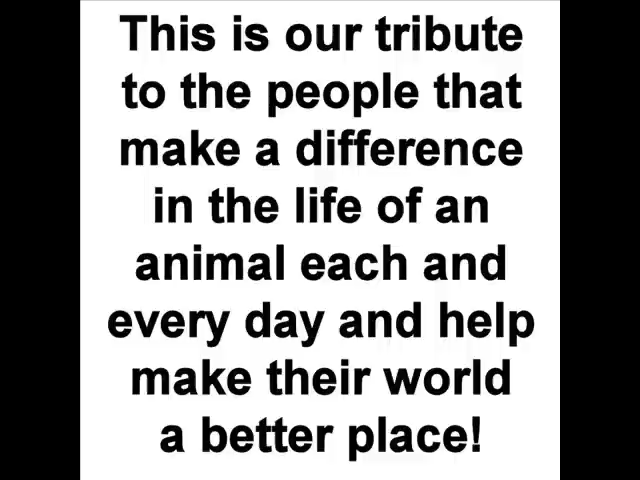 This is our tribute
to the people that
make a difference
in the life of an
animal each and
every day and help
make their world
a better place!